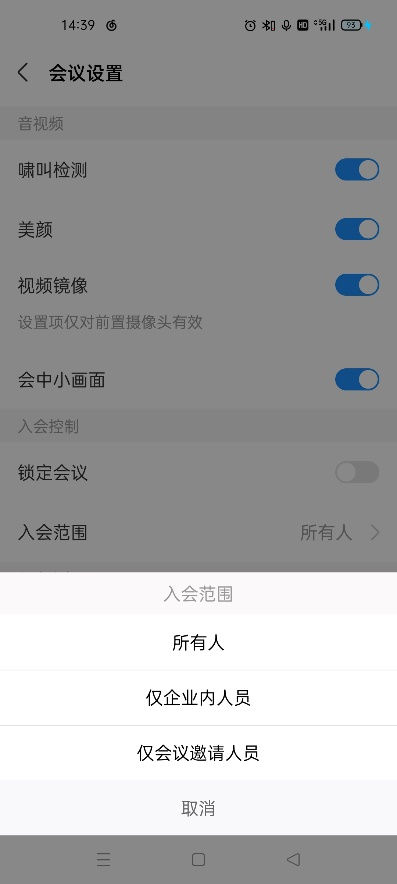 14:39
HD 5G 93
会议设置
音视频
啸叫检测
美颜
视频镜像
设置项仅对前置摄像头有效
会中小画面
入会控制
锁定会议
入会范围 所有人
入会范围
所有人
仅企业内人员
仅会议邀请人员
取消